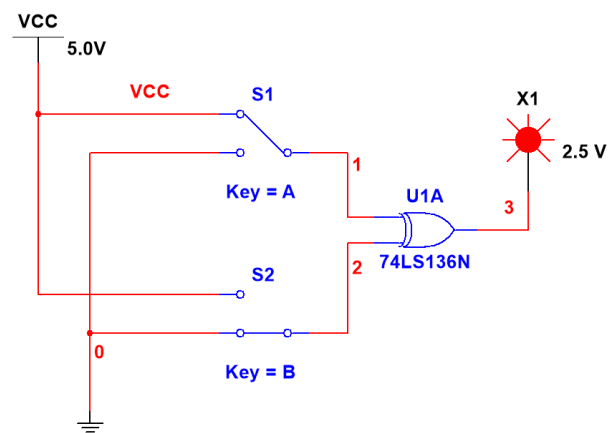 VCC
5.0V
VCC
S1
X1
2.5 V
1
Key = A
U1A
3
74LS136N
2
S2
0
Key = B